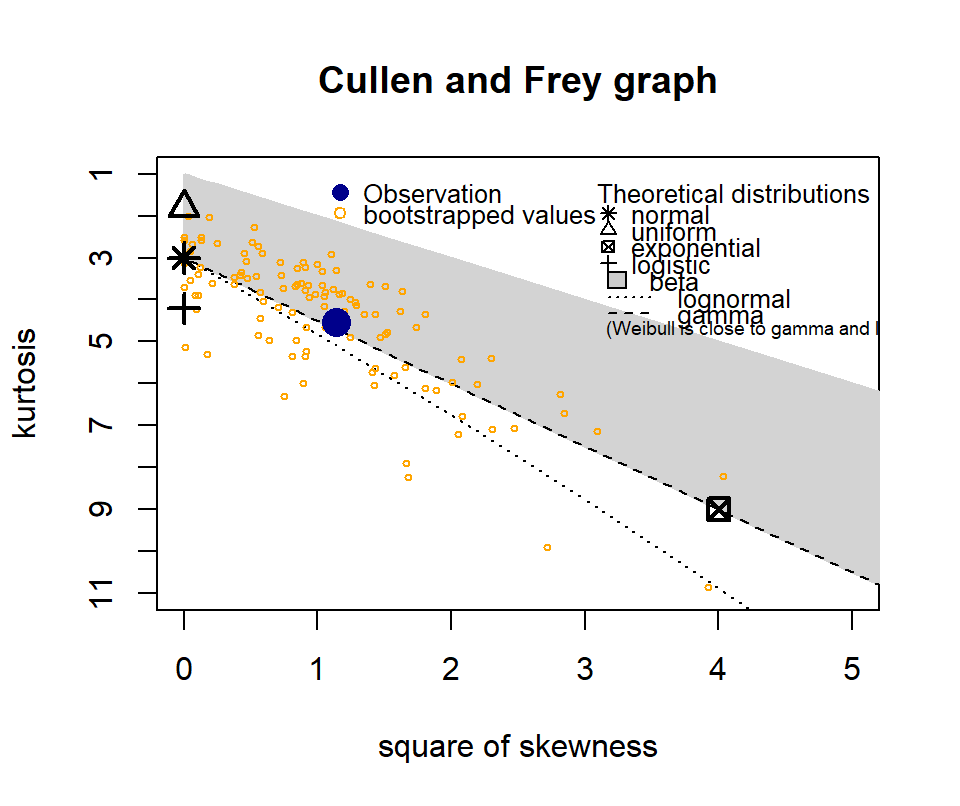 Cullen and Frey graph
Observation
bootstrapped values
Theoretical distributions
normal
uniform
exponential
logistic
beta
lognormal
gamma
(Weibull is close to gamma and l
kurtosis
1
3
5
7
9
11
0 1 2 3 4 5
square of skewness